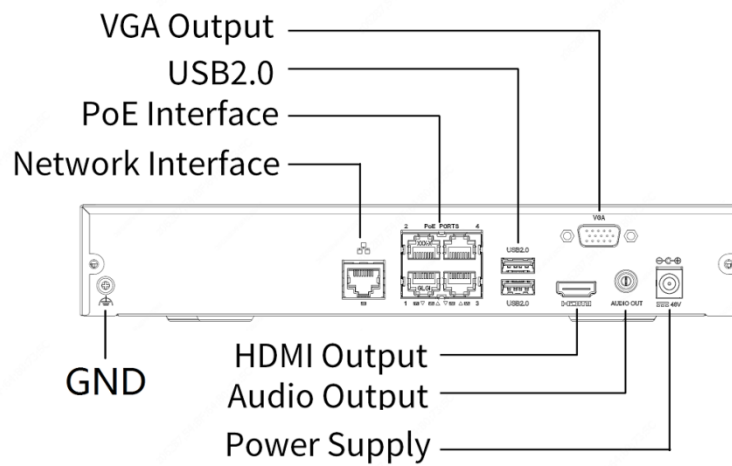 VGA Output
USB2.0
PoE Interface
Network Interface
2 PoE PORTS 4
VGA
USB2.0
USB2.0
1
3
HDMI
AUDIO OUT
48V
HDMI Output
GND
Audio Output
Power Supply